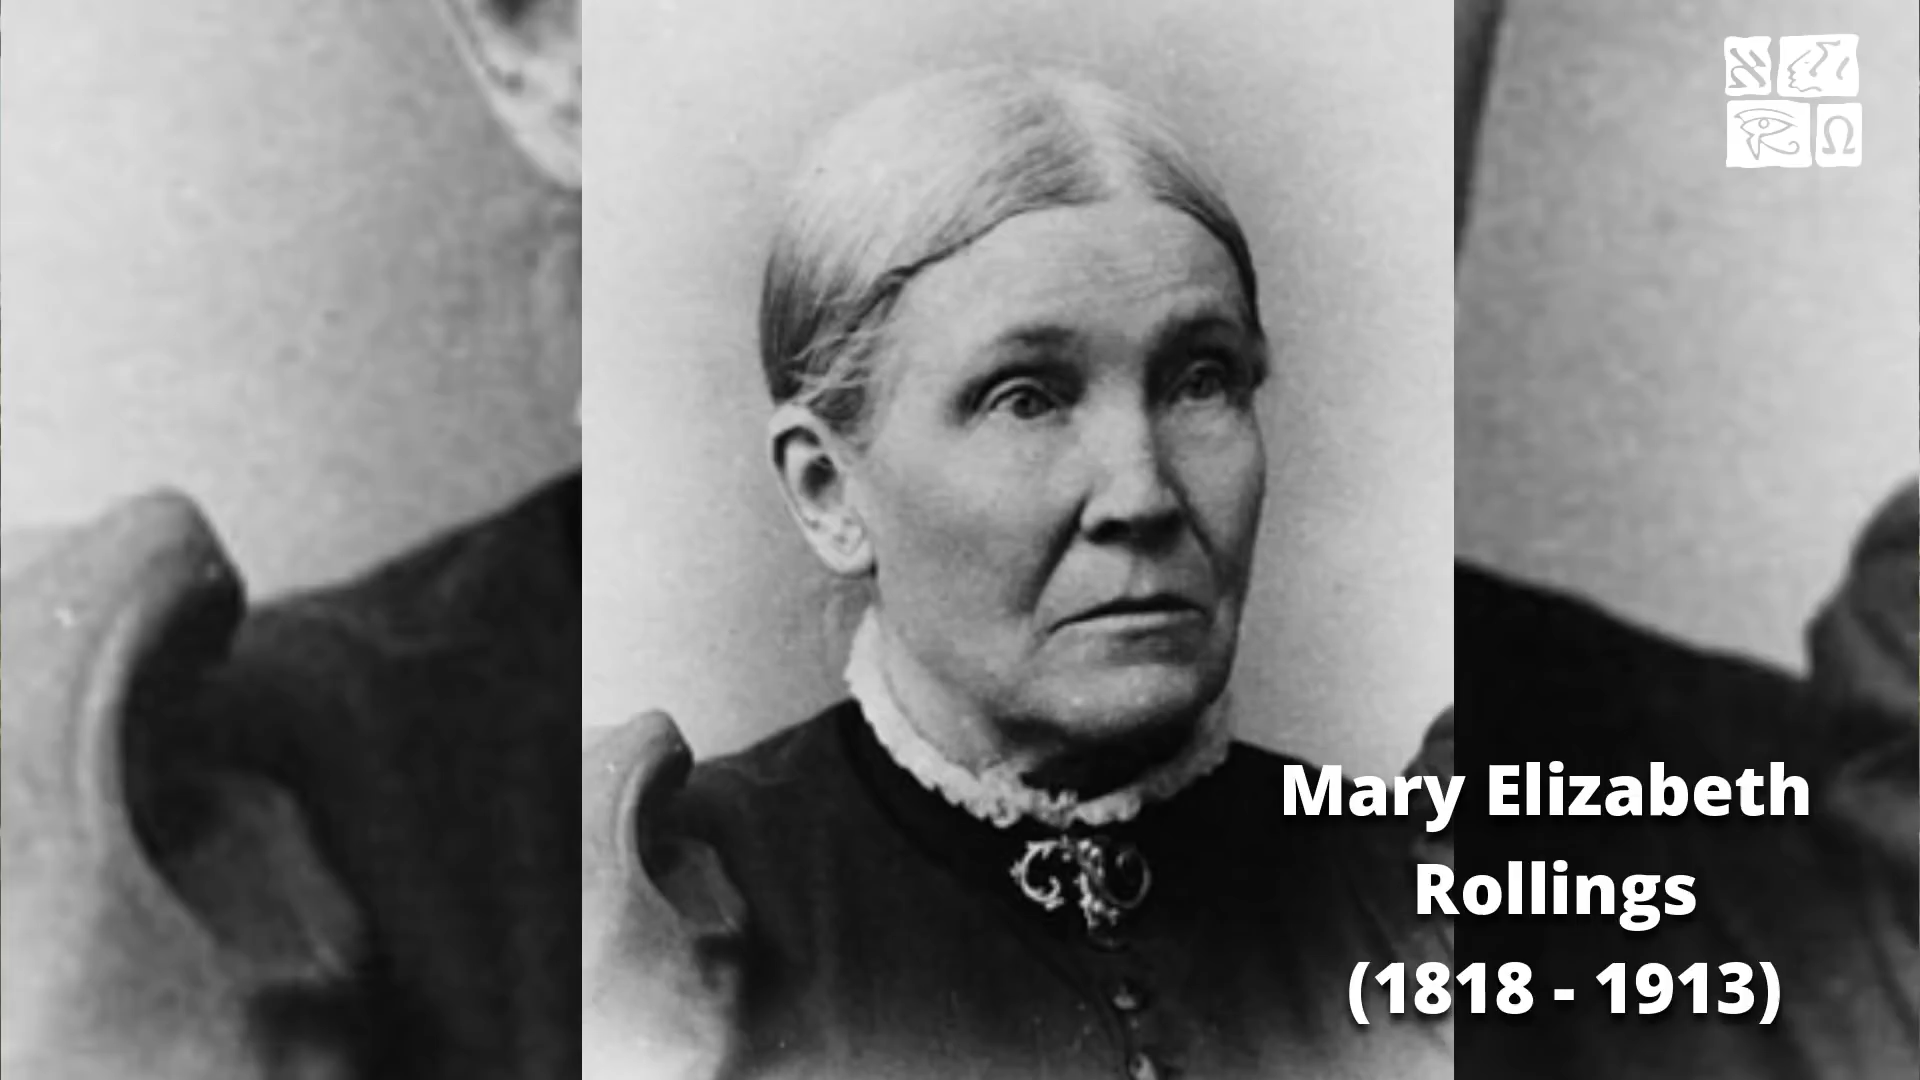 א
Ω
Mary Elizabeth
Rollings
(1818 - 1913)